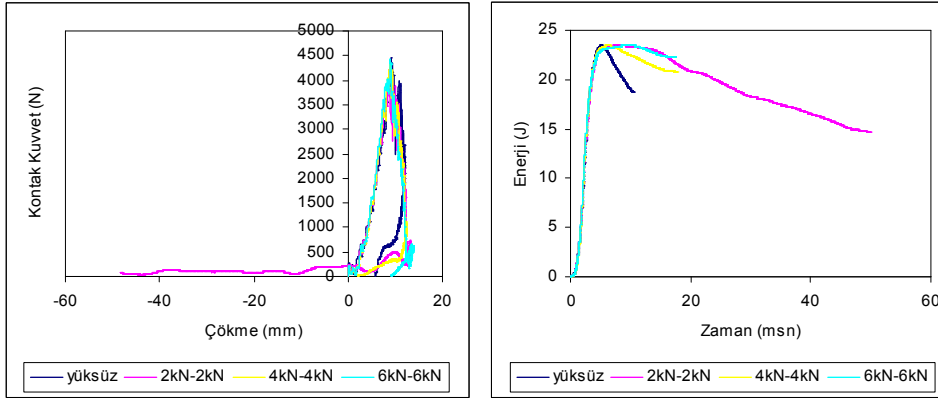 Kontak Kuvvet (N)
5000
4500
4000
3500
3000
2500
2000
1500
1000
500
0
-60 -40 -20 0 20
Çökme (mm)
yüksüz 2kN-2kN 4kN-4kN 6kN-6kN
Enerji (J)
25
20
15
10
5
0
0 20 40 60
Zaman (msn)
yüksüz 2kN-2kN 4kN-4kN 6kN-6kN